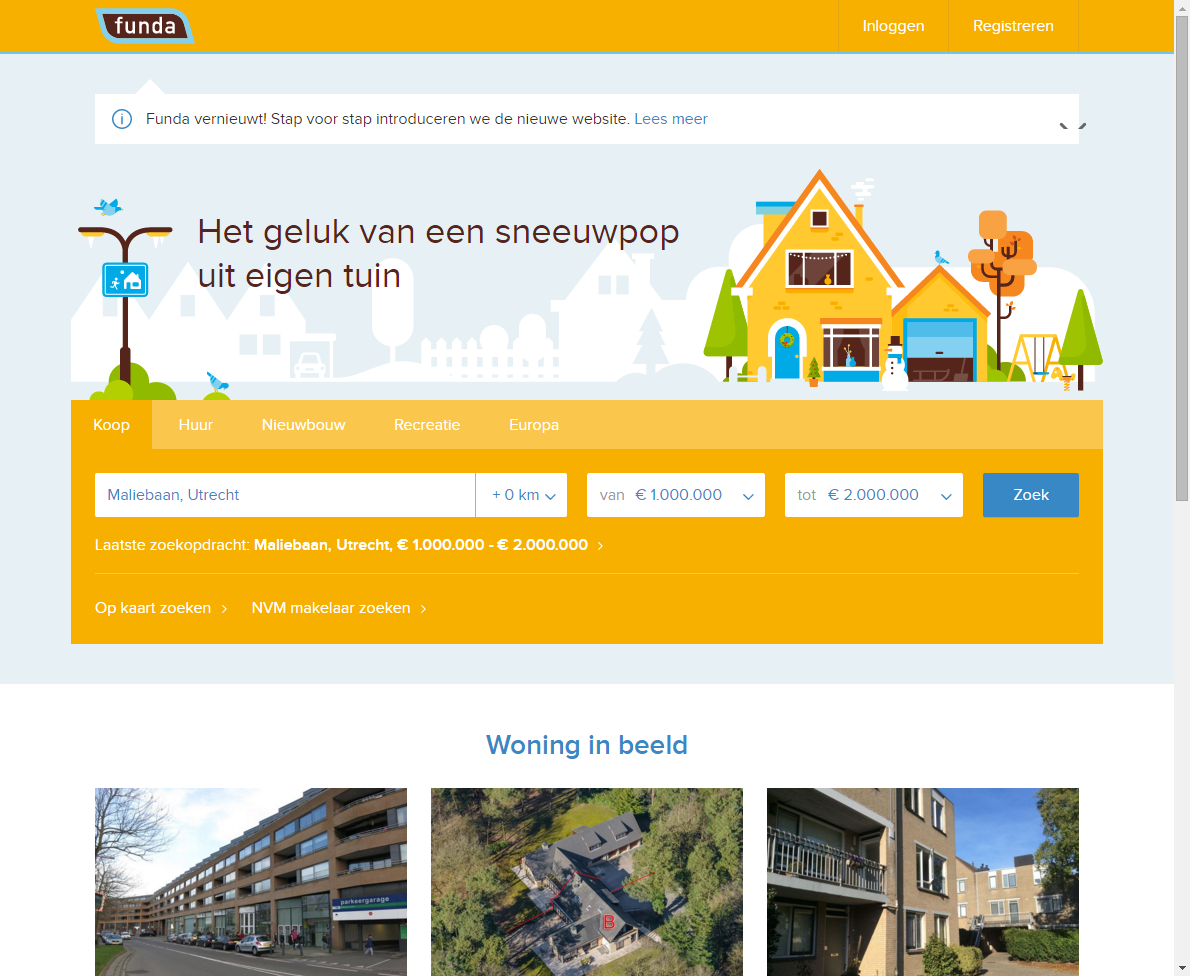 funda
Inloggen
Registreren
Funda vernieuwt! Stap voor stap introduceren we de nieuwe website. Lees meer
Het geluk van een sneeuwpop
uit eigen tuin
Koop
Huur
Nieuwbouw
Recreatie
Europa
Maliebaan, Utrecht
+ 0 km
van € 1.000.000
tot € 2.000.000
Zoek
Laatste zoekopdracht: Maliebaan, Utrecht, € 1.000.000 - € 2.000.000
Op kaart zoeken
NVM makelaar zoeken
Woning in beeld
parkeergarage
B